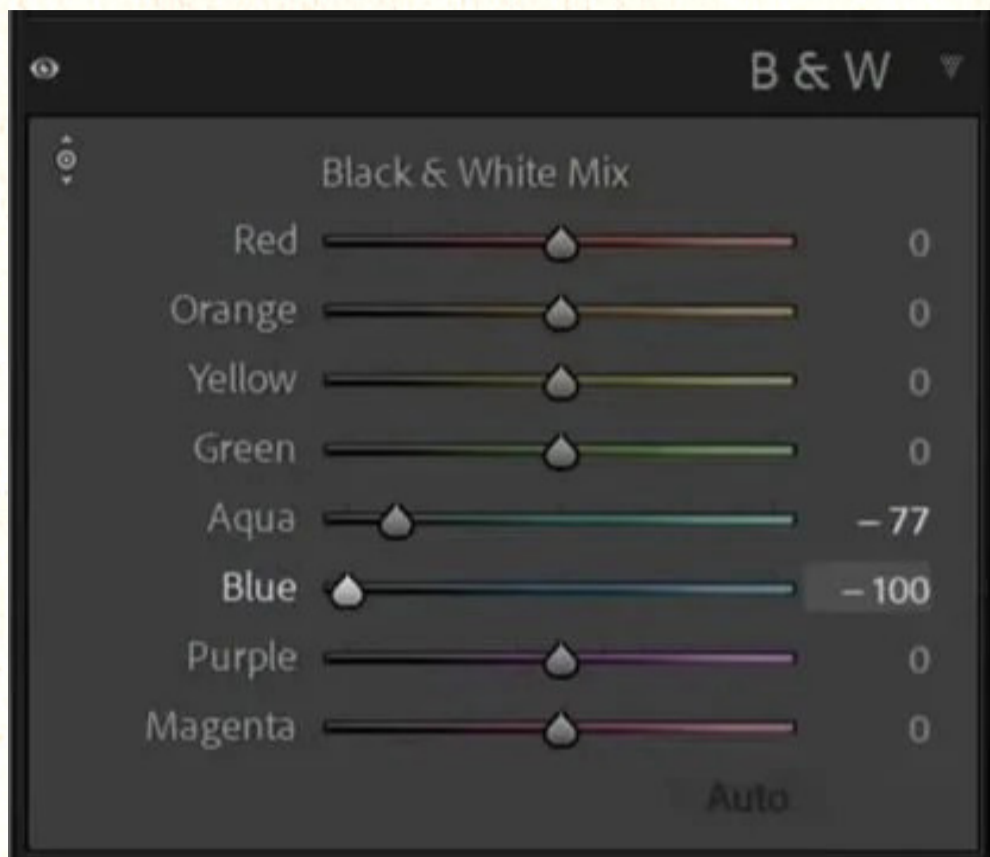 B & W
Black & White Mix
Red 0
Orange 0
Yellow 0
Green 0
Aqua – 77
Blue – 100
Purple 0
Magenta 0
Auto